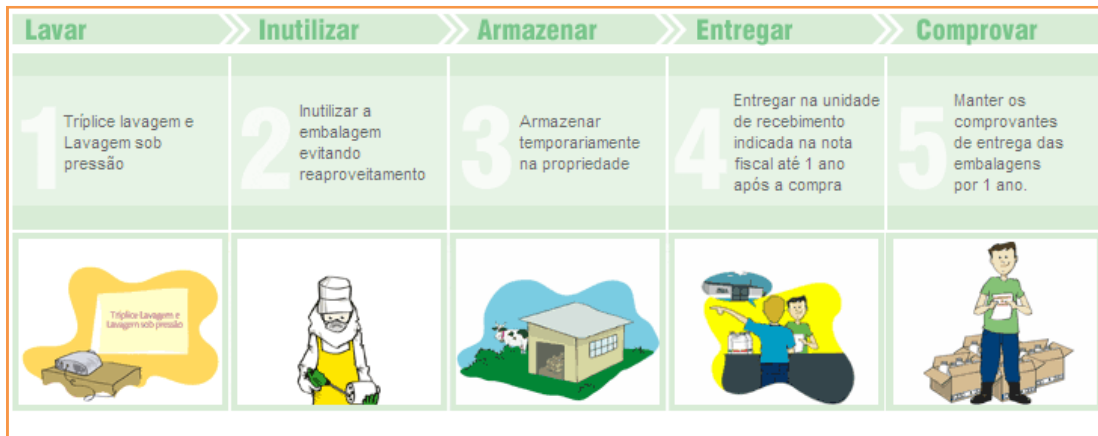 Lavar
Inutilizar
Armazenar
Entregar
Comprovar
1
Tríplice lavagem e
Lavagem sob
pressão
2
Inutilizar a
embalagem
evitando
reaproveitamento
3
Armazenar
temporariamente
na propriedade
4
Entregar na unidade
de recebimento
indicada na nota
fiscal até 1 ano
após a compra
5
Manter os
comprovantes
de entrega das
embalagens
por 1 ano.
Tríplice Lavagem e
Lavagem sob pressão